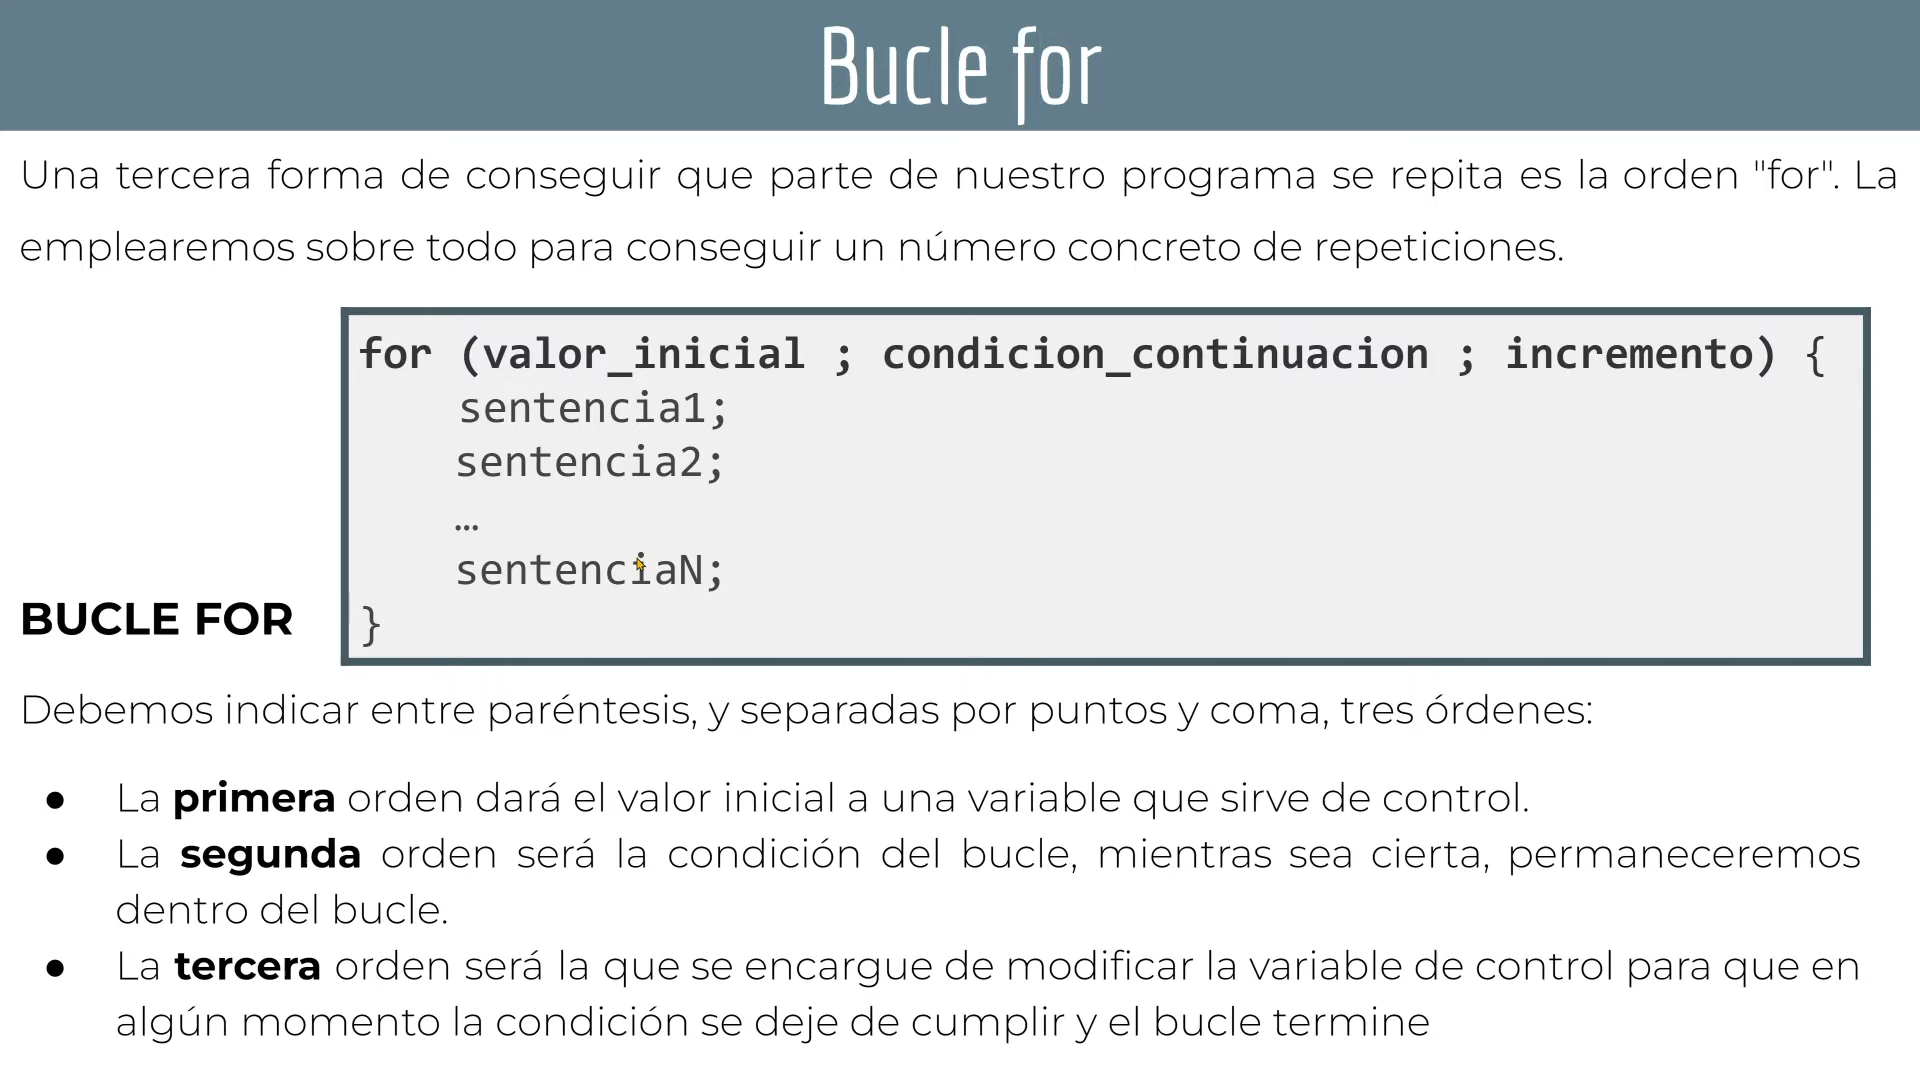 Bucle for
Una tercera forma de conseguir que parte de nuestro programa se repita es la orden "for". La
emplearemos sobre todo para conseguir un número concreto de repeticiones.
for (valor_inicial ; condicion_continuacion ; incremento) {
sentencia1;
sentencia2;
…
sentenciaN;
}
BUCLE FOR
Debemos indicar entre paréntesis, y separadas por puntos y coma, tres órdenes:
● La primera orden dará el valor inicial a una variable que sirve de control.
● La segunda orden será la condición del bucle, mientras sea cierta, permaneceremos
dentro del bucle.
● La tercera orden será la que se encargue de modificar la variable de control para que en
algún momento la condición se deje de cumplir y el bucle termine